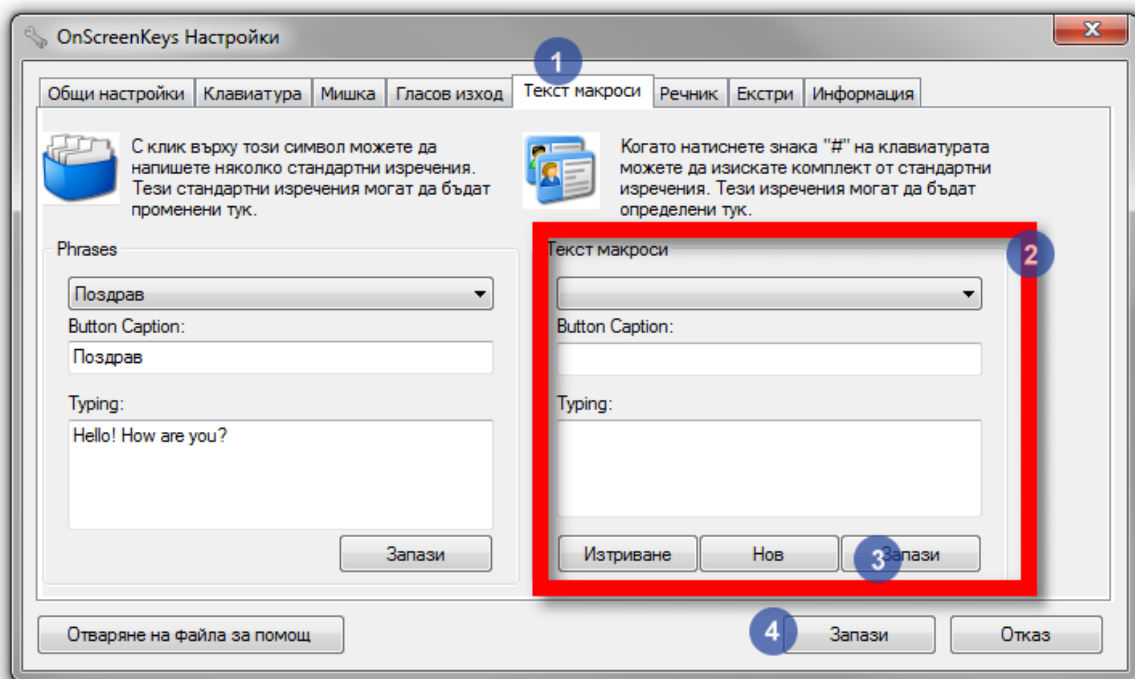 OnScreenKeys Настройки
1
Общи настройки Клавиатура Мишка Гласов изход Текст макроси Речник Екстри Информация
С клик върху този символ можете да
напишете няколко стандартни изречения.
Тези стандартни изречения могат да бъдат
променени тук.
Когато натиснете знака "#" на клавиатурата
можете да изискате комплект от стандартни
изречения. Тези изречения могат да бъдат
определени тук.
Phrases
Поздрав
Button Caption:
Поздрав
Typing:
Hello! How are you?
Запази
Текст макроси
2
Button Caption:
Typing:
Изтриване Нов 3 Запази
Отваряне на файла за помощ 4 Запази Отказ